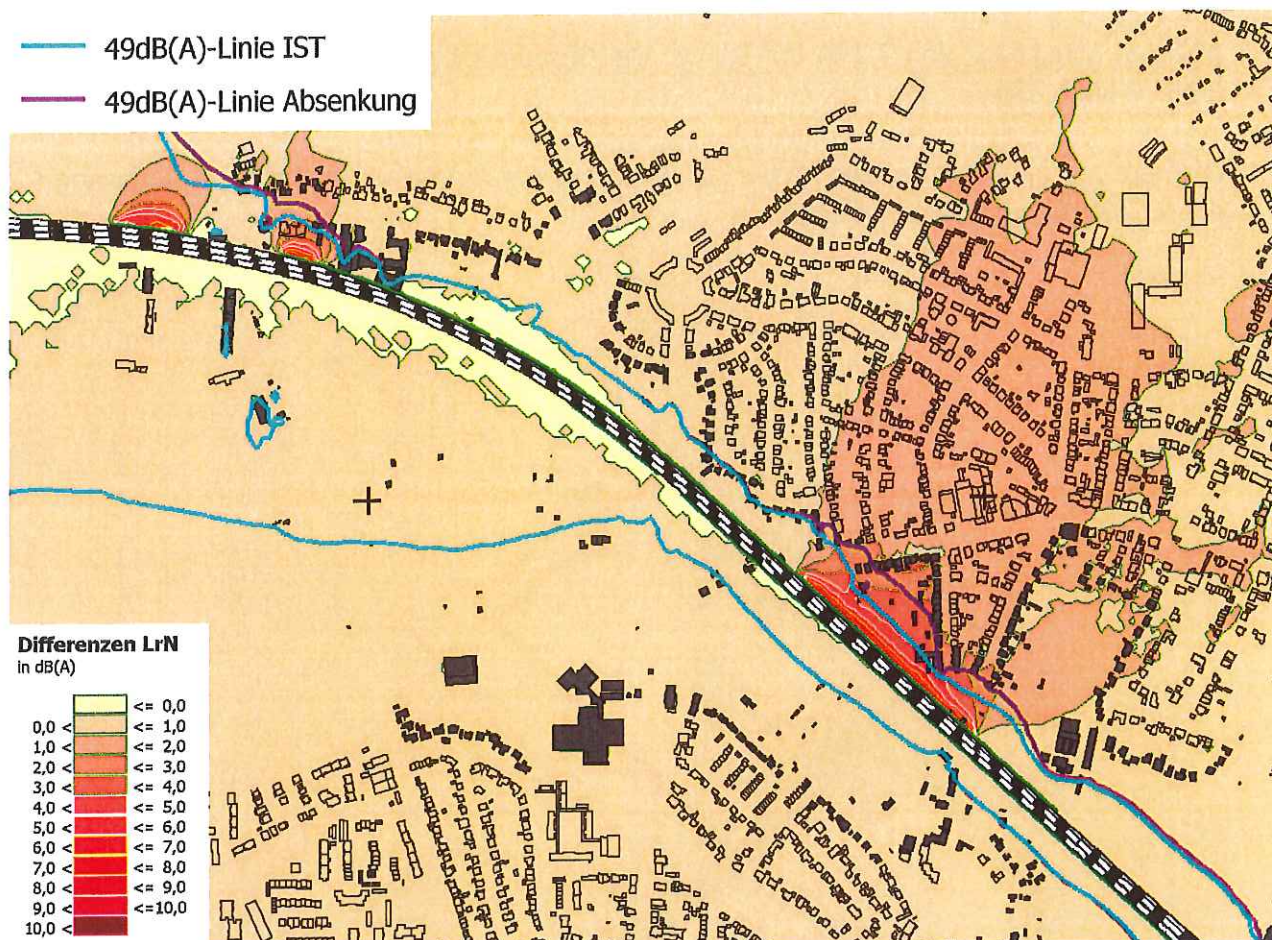 49dB(A)-Linie IST
49dB(A)-Linie Absenkung
Differenzen LrN
in dB(A)
<= 0,0
0,0 < <= 1,0
1,0 < <= 2,0
2,0 < <= 3,0
3,0 < <= 4,0
4,0 < <= 5,0
5,0 < <= 6,0
6,0 < <= 7,0
7,0 < <= 8,0
8,0 < <= 9,0
9,0 < <=10,0
10,0 <